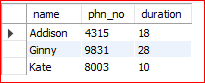 name phn_no duration
Addison 4315 18
Ginny 9831 28
Kate 8003 10